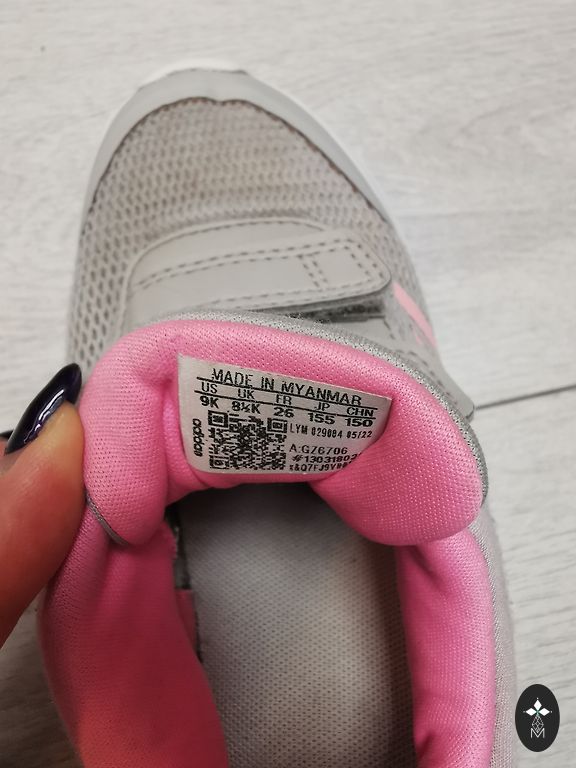 MADE IN MYANMAR
US UK FR JP CHN
9K 8½K 26 155 150
adidas
LYM 029004 05/22
A:GZ6706
M